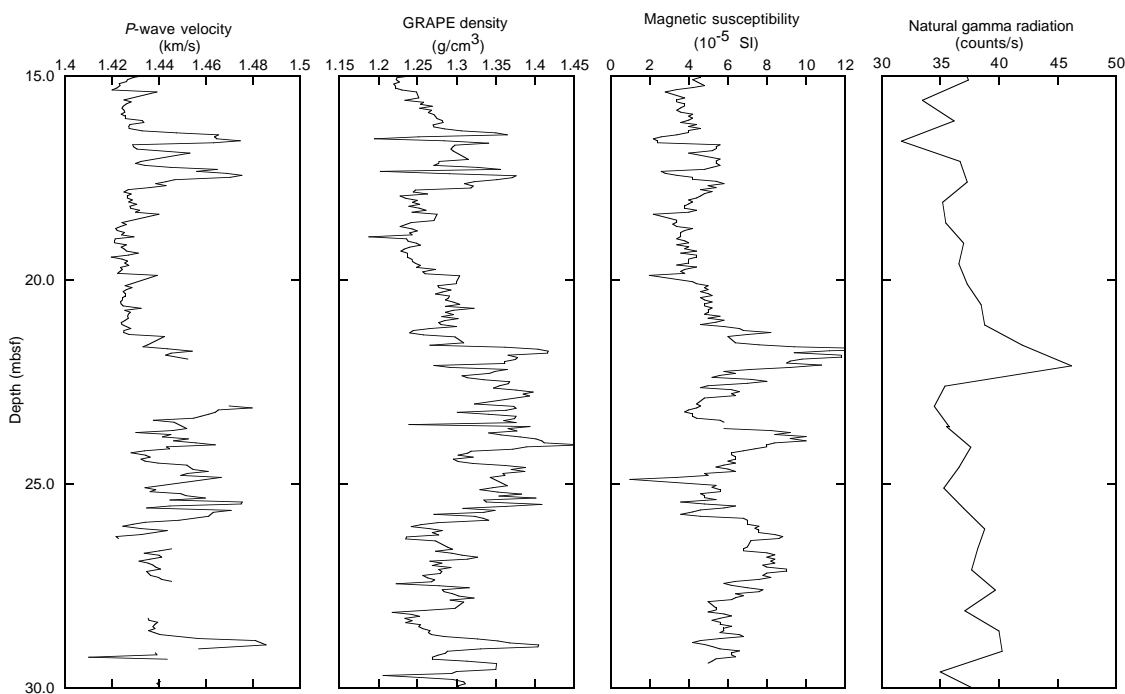 P-wave velocity
(km/s)
1.4 1.42 1.44 1.46 1.48 1.5
GRAPE density
(g/cm3)
1.15 1.2 1.25 1.3 1.35 1.4 1.45
Magnetic susceptibility
(10-5 SI)
0 2 4 6 8 10 12
Natural gamma radiation
(counts/s)
30 35 40 45 50
15.0
20.0
25.0
30.0
Depth (mbsf)